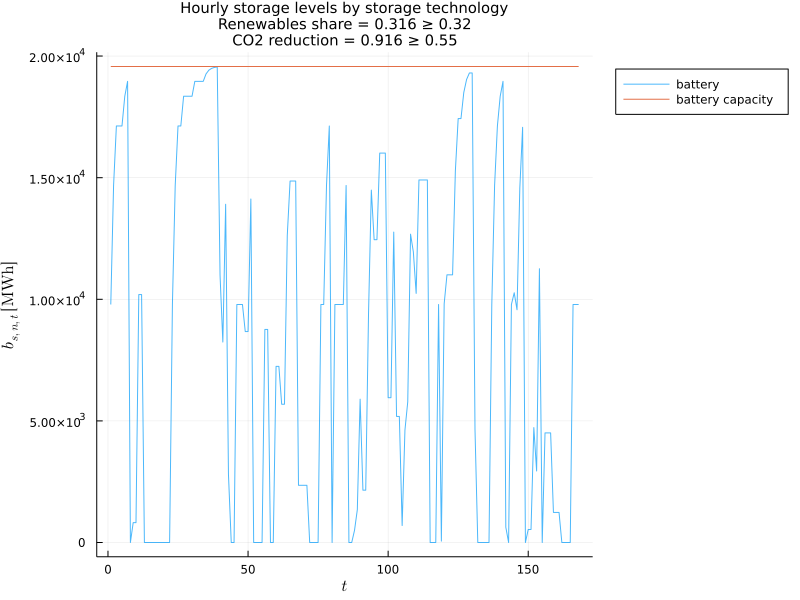 Hourly storage levels by storage technology
Renewables share = 0.316 ≥ 0.32
CO2 reduction = 0.916 ≥ 0.55
battery
battery capacity
b_{s, n, t} [MWh]
2.00×10⁴
1.50×10⁴
1.00×10⁴
5.00×10³
0
0 50 100 150
t